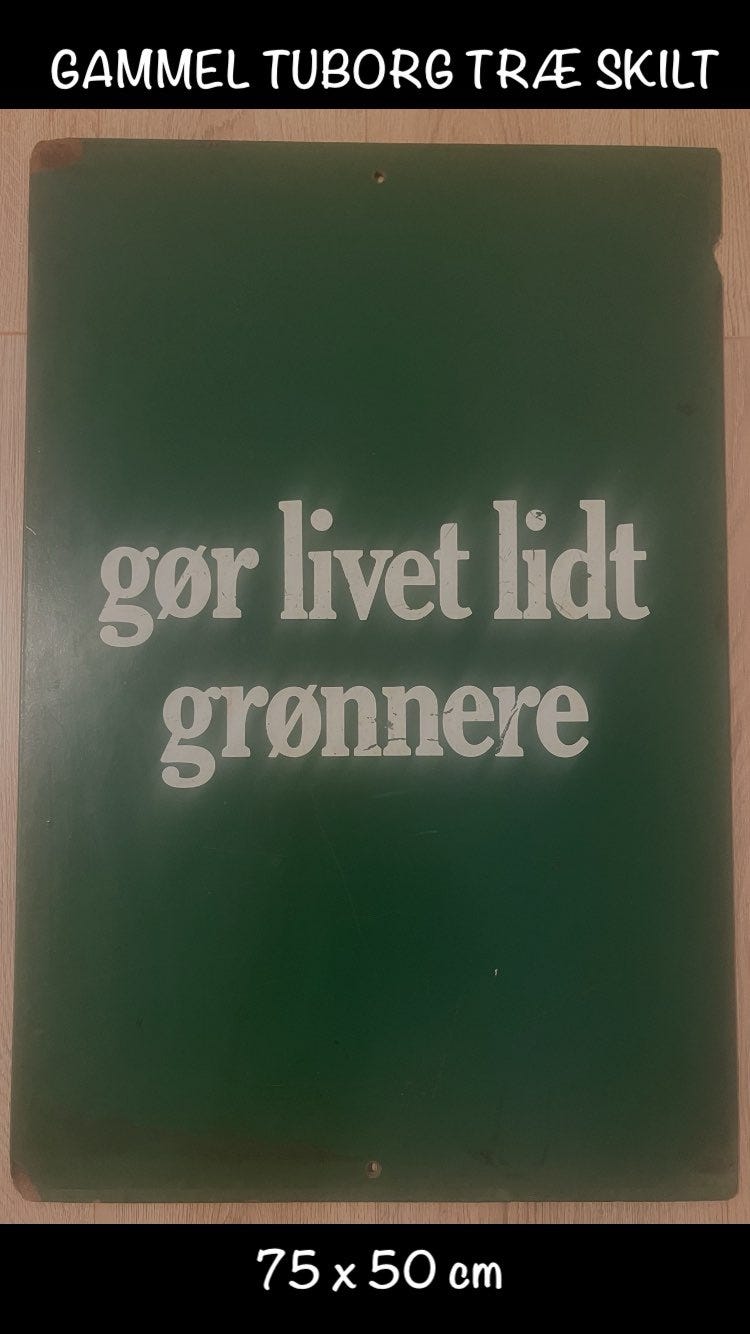 GAMMEL TUBORG TRÆ SKILT
gør livet lidt
grønnere
75 x 50 cm